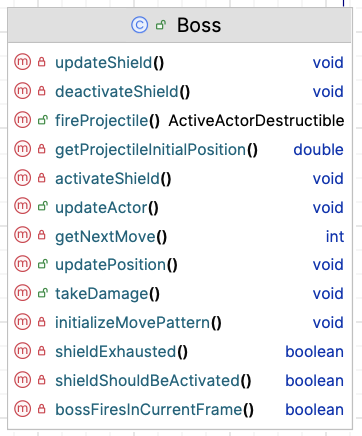 C Boss
m updateShield() void
m deactivateShield() void
m fireProjectile() ActiveActorDestructible
m getProjectileInitialPosition() double
m activateShield() void
m updateActor() void
m getNextMove() int
m updatePosition() void
m takeDamage() void
m initializeMovePattern() void
m shieldExhausted() boolean
m shieldShouldBeActivated() boolean
m bossFiresInCurrentFrame() boolean